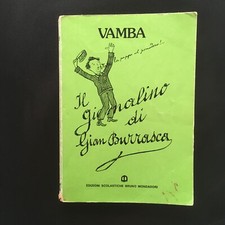 VAMBA
Il giornalino
di
Gian Burrasca
EDIZIONI SCOLASTICHE BRUNO MONDADORI